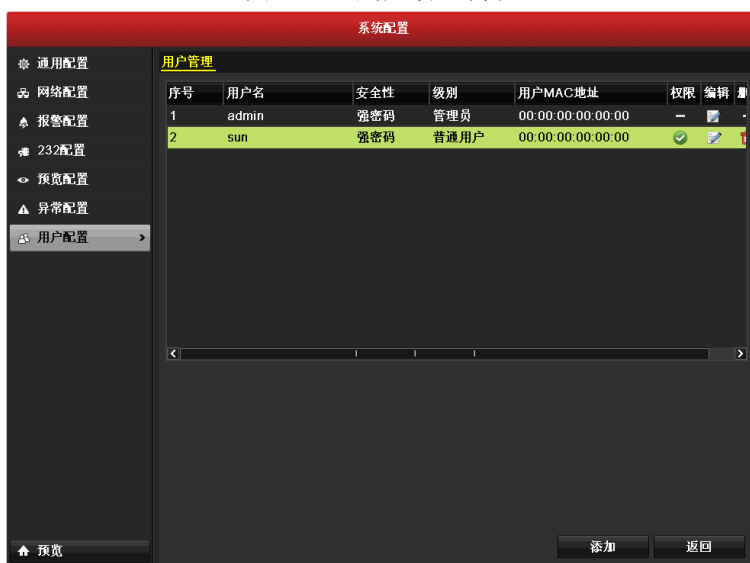 系统配置
通用配置
网络配置
报警配置
232配置
预览配置
异常配置
用户配置
预览
用户管理
序号 用户名 安全性 级别 用户MAC地址 权限 编辑
1 admin 强密码 管理员 00:00:00:00:00:00 –
2 sun 强密码 普通用户 00:00:00:00:00:00
添加 返回